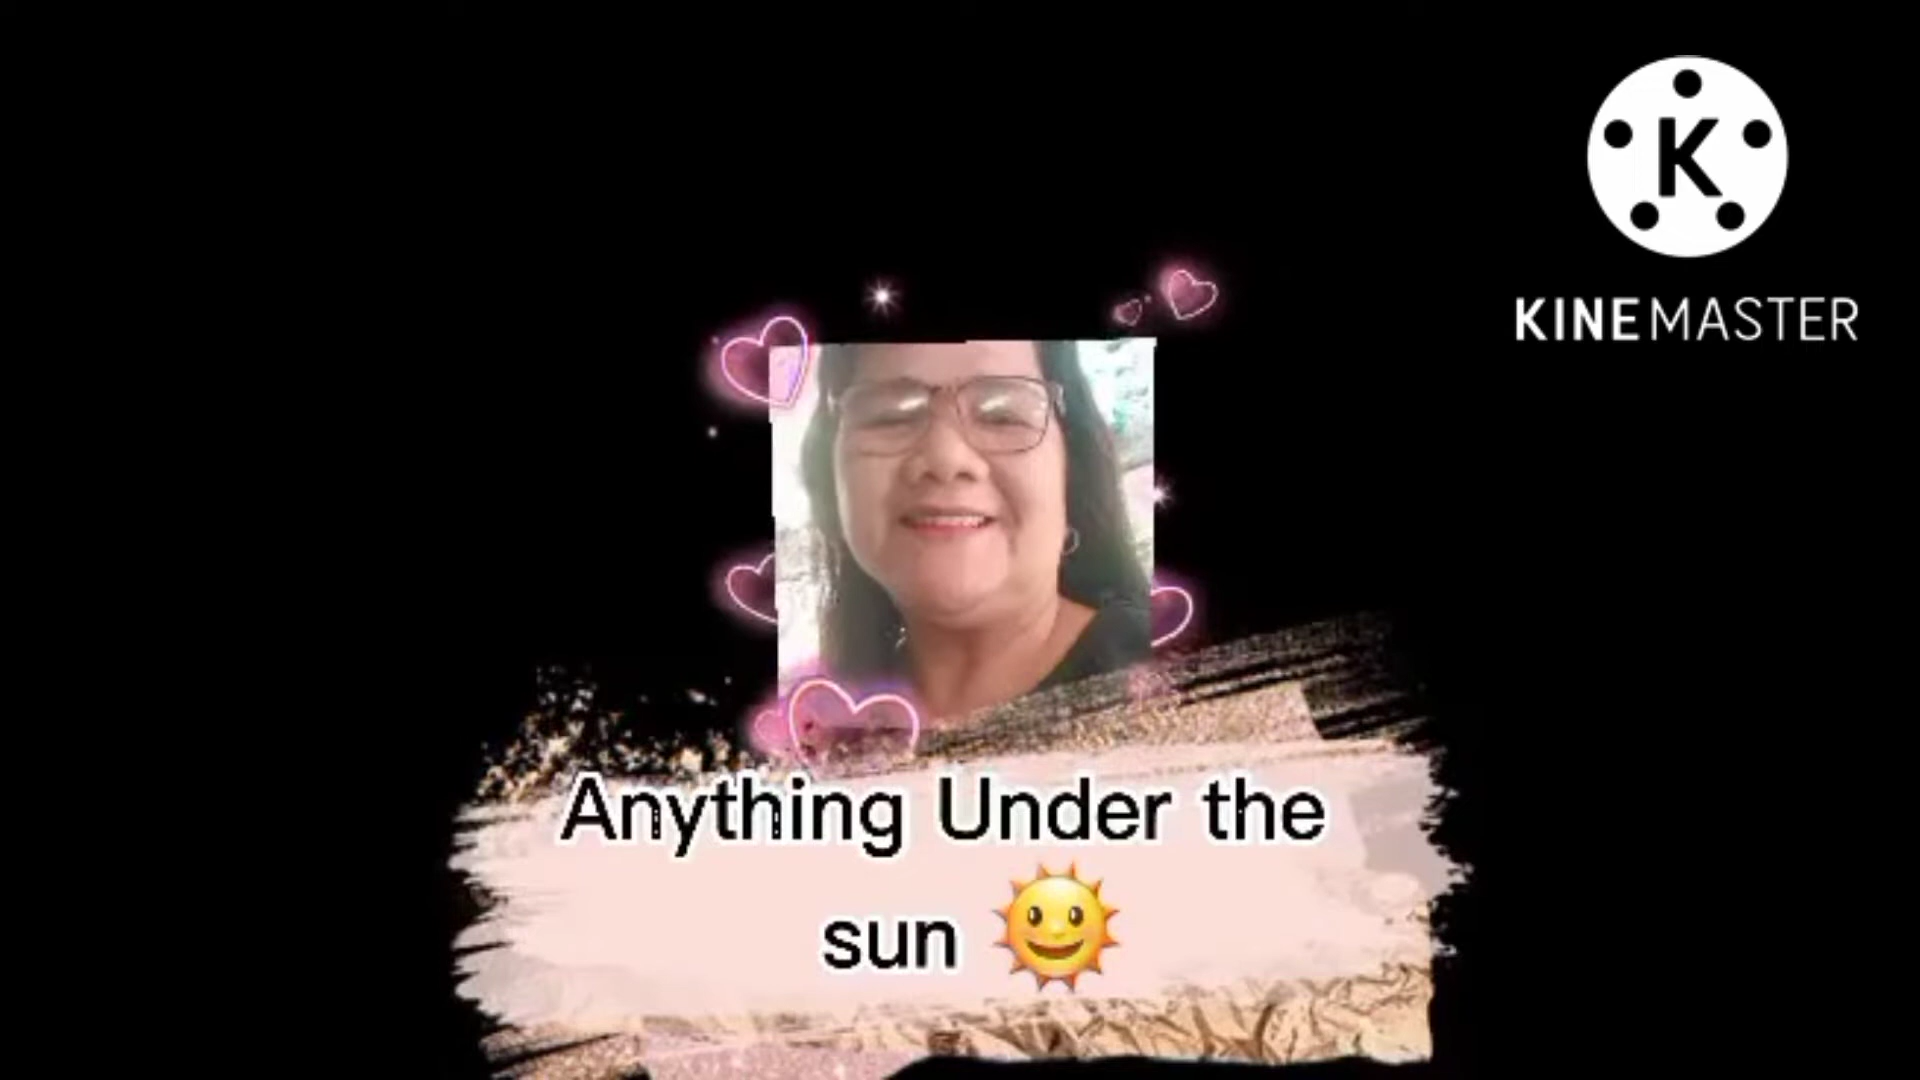 K
KINEMASTER
Anything Under the
sun 🌞